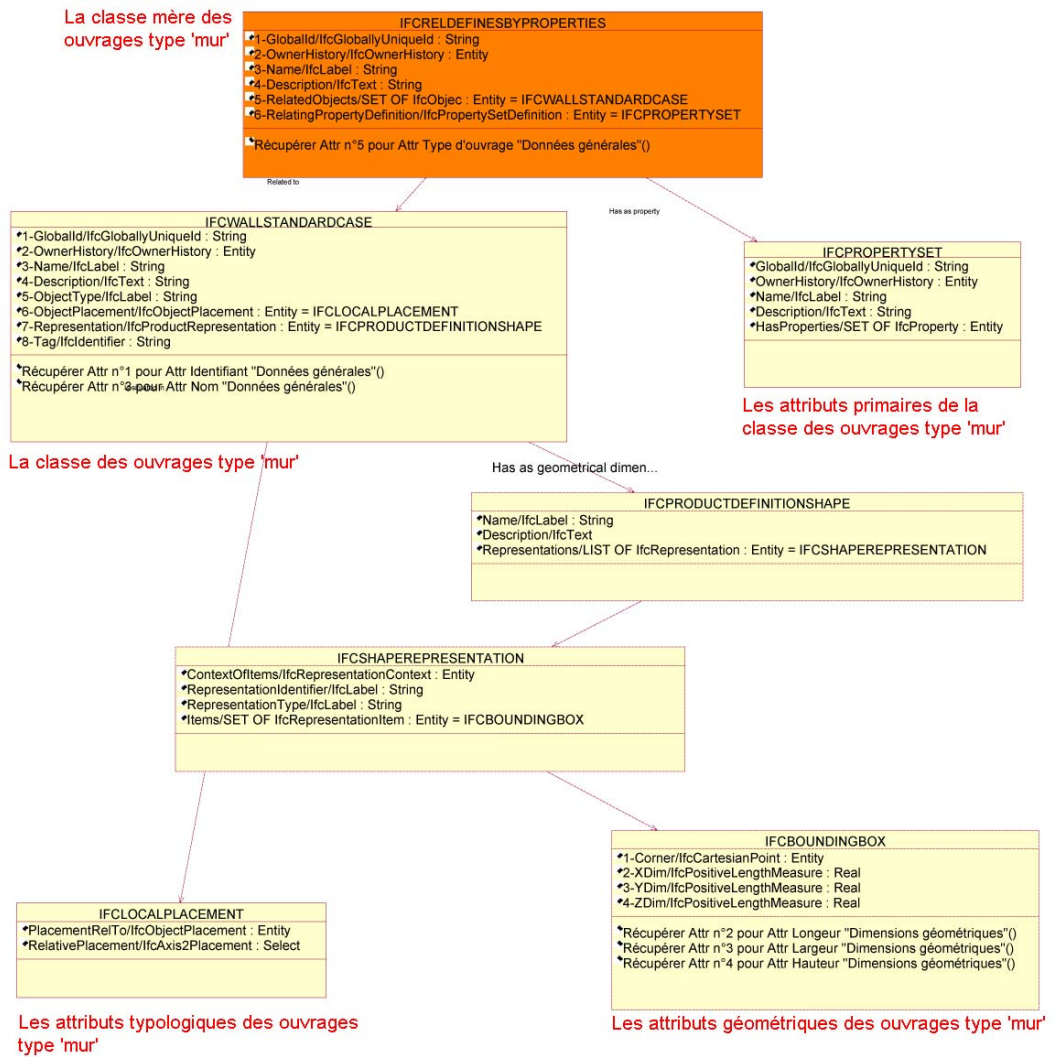 La classe mère des
ouvrages type 'mur'
IFCRELDEFINESBYPROPERTIES
1-GlobalId/IfcGloballyUniqueId : String
2-OwnerHistory/IfcOwnerHistory : Entity
3-Name/IfcLabel : String
4-Description/IfcText : String
5-RelatedObjects/SET OF IfcObjec : Entity = IFCWALLSTANDARDCASE
6-RelatingPropertyDefinition/IfcPropertySetDefinition : Entity = IFCPROPERTYSET
Récupérer Attr n°5 pour Attr Type d'ouvrage "Données générales"()
Related to
Has as property
IFCWALLSTANDARDCASE
1-GlobalId/IfcGloballyUniqueId : String
2-OwnerHistory/IfcOwnerHistory : Entity
3-Name/IfcLabel : String
4-Description/IfcText : String
5-ObjectType/IfcLabel : String
6-ObjectPlacement/IfcObjectPlacement : Entity = IFCLOCALPLACEMENT
7-Representation/IfcProductRepresentation : Entity = IFCPRODUCTDEFINITIONSHAPE
8-Tag/IfcIdentifier : String
Récupérer Attr n°1 pour Attr Identifiant "Données générales"()
Récupérer Attr n°3 pour Attr Nom "Données générales"()
La classe des ouvrages type 'mur'
IFCPROPERTYSET
GlobalId/IfcGloballyUniqueId : String
OwnerHistory/IfcOwnerHistory : Entity
Name/IfcLabel : String
Description/IfcText : String
HasProperties/SET OF IfcProperty : Entity
Les attributs primaires de la
classe des ouvrages type 'mur'
Has as geometrical dimen...
IFCPRODUCTDEFINITIONSHAPE
Name/IfcLabel : String
Description/IfcText
Representations/LIST OF IfcRepresentation : Entity = IFCSHAPEREPRESENTATION
IFCSHAPEREPRESENTATION
ContextOfItems/IfcRepresentationContext : Entity
RepresentationIdentifier/IfcLabel : String
RepresentationType/IfcLabel : String
Items/SET OF IfcRepresentationItem : Entity = IFCBOUNDINGBOX
IFCBOUNDINGBOX
1-Corner/IfcCartesianPoint : Entity
2-XDim/IfcPositiveLengthMeasure : Real
3-YDim/IfcPositiveLengthMeasure : Real
4-ZDim/IfcPositiveLengthMeasure : Real
Récupérer Attr n°2 pour Attr Longeur "Dimensions géométriques"()
Récupérer Attr n°3 pour Attr Largeur "Dimensions géométriques"()
Récupérer Attr n°4 pour Attr Hauteur "Dimensions géométriques"()
Les attributs géométriques des ouvrages type 'mur'
IFCLOCALPLACEMENT
PlacementRelTo/IfcObjectPlacement : Entity
RelativePlacement/IfcAxis2Placement : Select
Les attributs typologiques des ouvrages
type 'mur'